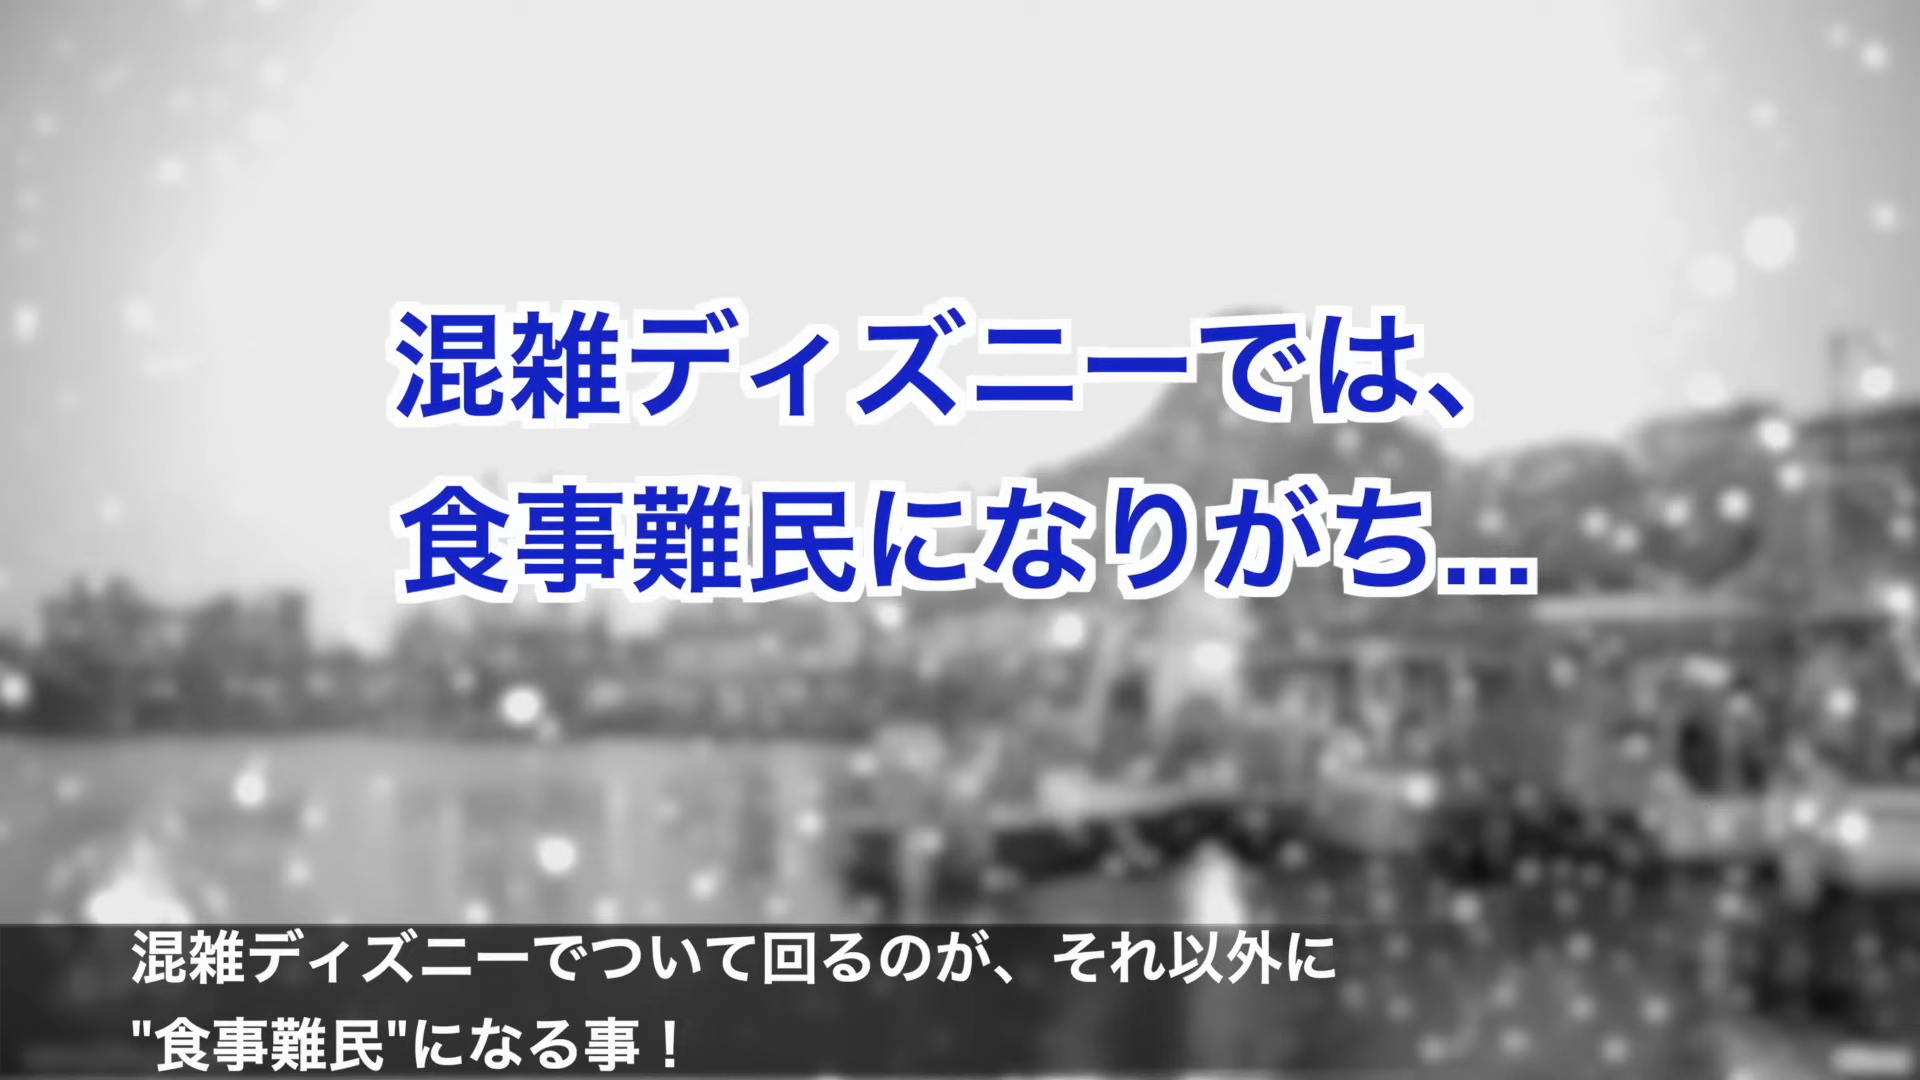 混雑ディズニーでは、
食事難民になりがち...
混雑ディズニーでついて回るのが、それ以外に
"食事難民"になる事！